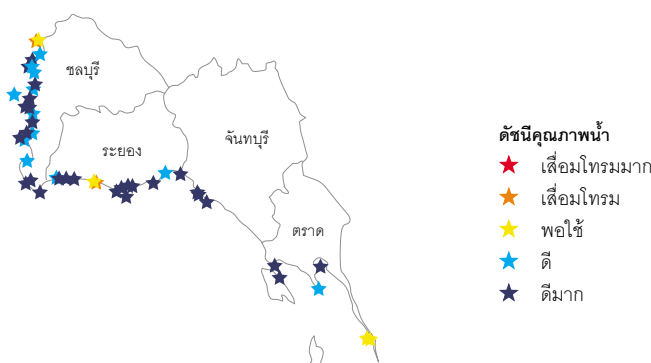 ชลบุรี
ระยอง
จันทบุรี
ตราด
ดัชนีคุณภาพน้ำ
เสื่อมโทรมมาก
เสื่อมโทรม
พอใช้
ดี
ดีมาก